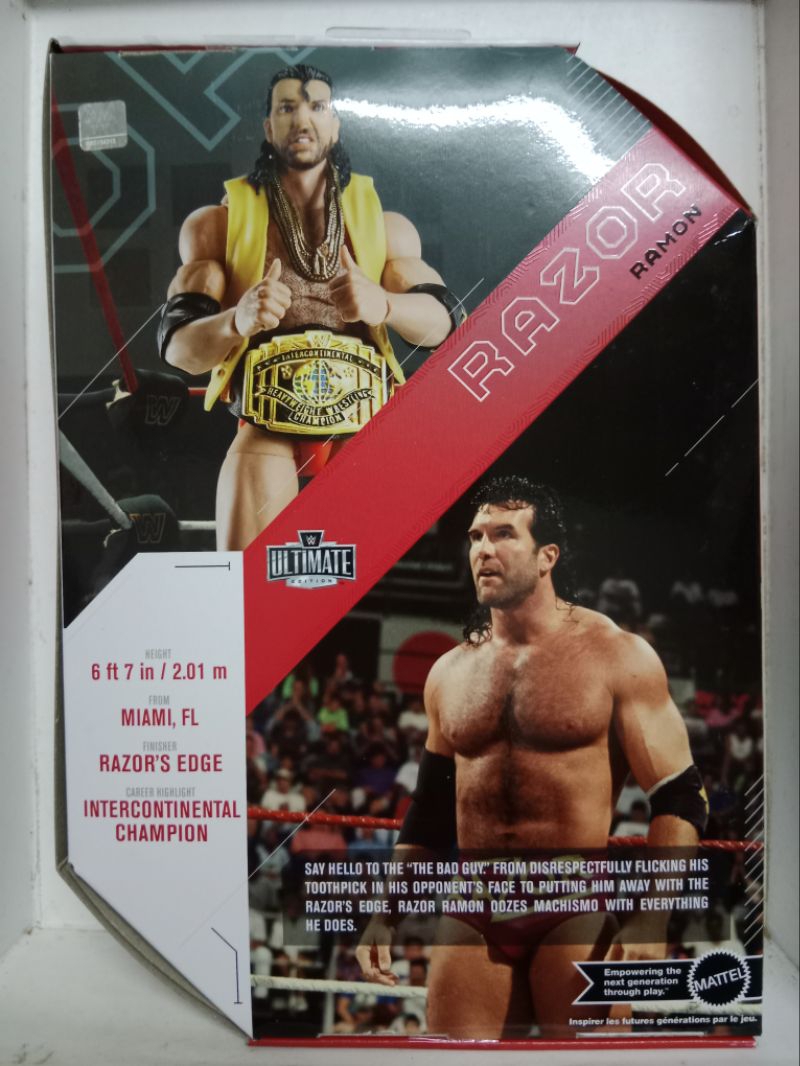 RAZOR
RAMON
INTERCONTINENTAL
HEAVYWEIGHT WRESTLING
CHAMPION
W
W
W
ULTIMATE
EDITION
HEIGHT
6 ft 7 in / 2.01 m
FROM
MIAMI, FL
FINISHER
RAZOR'S EDGE
CAREER HIGHLIGHT
INTERCONTINENTAL
CHAMPION
SAY HELLO TO THE "THE BAD GUY." FROM DISRESPECTFULLY FLICKING HIS
TOOTHPICK IN HIS OPPONENT'S FACE TO PUTTING HIM AWAY WITH THE
RAZOR'S EDGE, RAZOR RAMON OOZES MACHISMO WITH EVERYTHING
HE DOES.
Empowering the
next generation
through play.™
MATTEL
Inspirer les futures générations par le jeu.